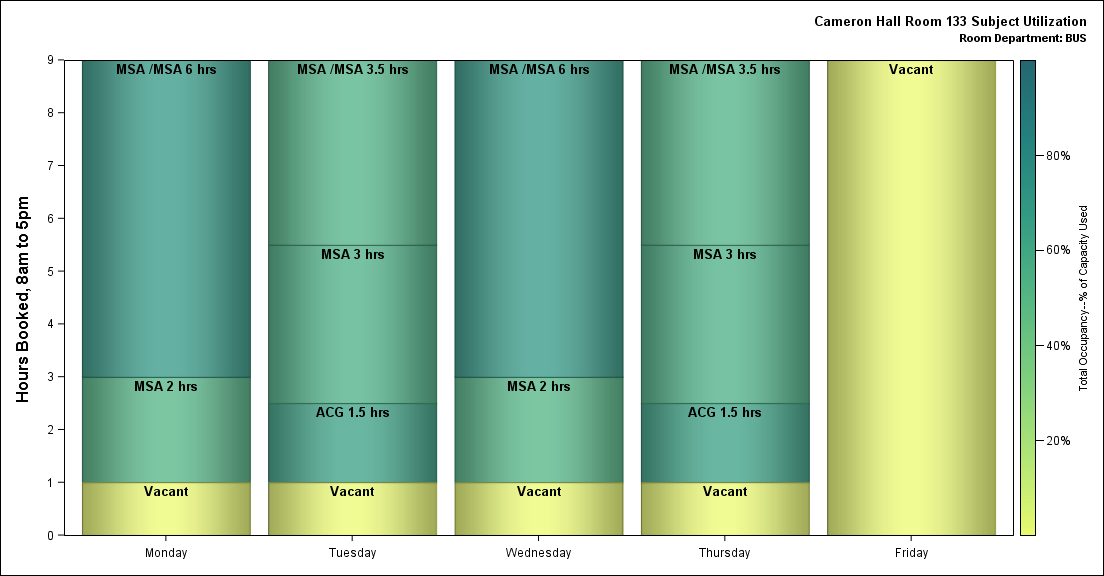 Cameron Hall Room 133 Subject Utilization
Room Department: BUS
Hours Booked, 8am to 5pm
9
8
7
6
5
4
3
2
1
0
MSA /MSA 6 hrs
MSA 2 hrs
Vacant
MSA /MSA 3.5 hrs
MSA 3 hrs
ACG 1.5 hrs
Vacant
MSA /MSA 6 hrs
MSA 2 hrs
Vacant
MSA /MSA 3.5 hrs
MSA 3 hrs
ACG 1.5 hrs
Vacant
Vacant
Monday
Tuesday
Wednesday
Thursday
Friday
80%
60%
40%
20%
Total Occupancy--% of Capacity Used